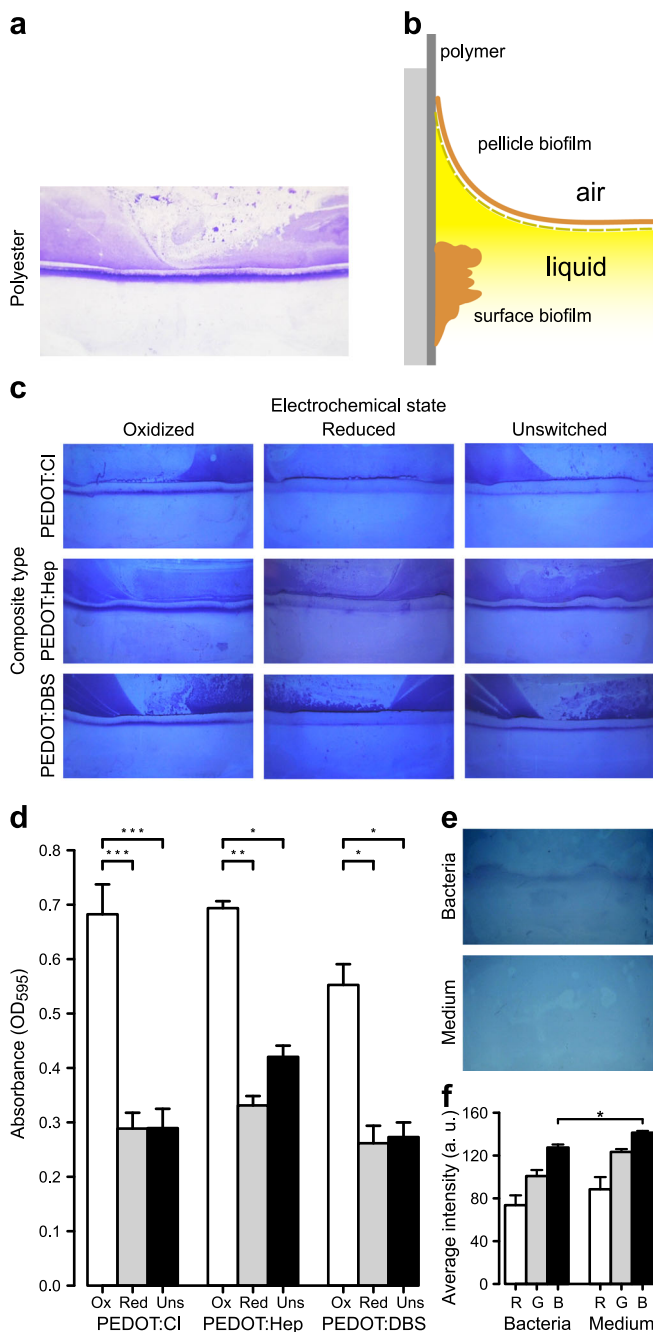 a
Polyester
b
polymer
pellicle biofilm
air
liquid
surface biofilm
c
Electrochemical state
Oxidized Reduced Unswitched
Composite type
PEDOT:Cl
PEDOT:Hep
PEDOT:DBS
d
*** * *
*** ** *
Absorbance (OD595)
0.8
0.7
0.6
0.5
0.4
0.3
0.2
0.1
0.0
Ox Red Uns Ox Red Uns Ox Red Uns
PEDOT:Cl PEDOT:Hep PEDOT:DBS
e
Bacteria
Medium
f
Average intensity (a. u.)
160
120
80
40
0
*
R G B R G B
Bacteria Medium